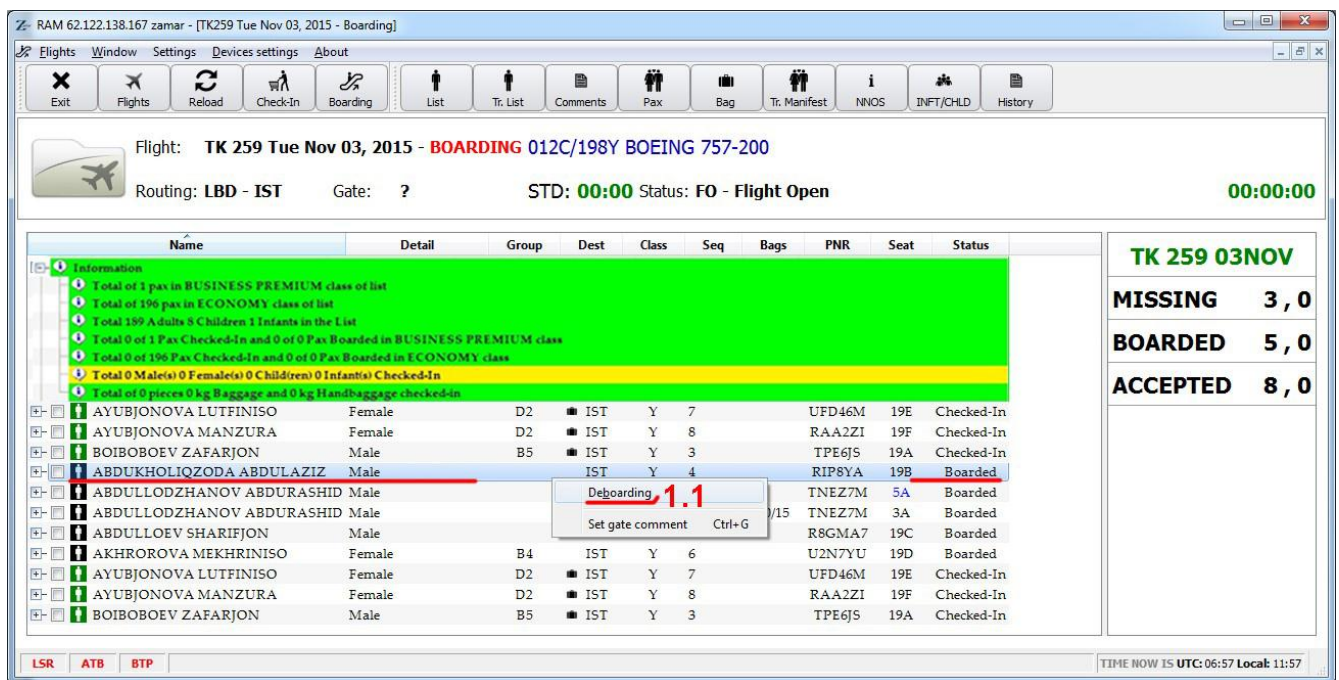 RAM 62.122.138.167 zamar - [TK259 Tue Nov 03, 2015 - Boarding]
Flights Window Settings Devices settings About
Exit Flights Reload Check-In Boarding List Tr. List Comments Pax Bag Tr. Manifest NNOS INFT/CHLD History
Flight: TK 259 Tue Nov 03, 2015 - BOARDING 012C/198Y BOEING 757-200
Routing: LBD - IST Gate: ? STD: 00:00 Status: FO - Flight Open 00:00:00
Name Detail Group Dest Class Seq Bags PNR Seat Status
Information
Total of 1 pax in BUSINESS PREMIUM class of list
Total of 196 pax in ECONOMY class of list
Total 189 Adults 8 Children 1 Infants in the List
Total 0 of 1 Pax Checked-In and 0 of 0 Pax Boarded in BUSINESS PREMIUM class
Total 0 of 196 Pax Checked-In and 0 of 0 Pax Boarded in ECONOMY class
Total 0 Male(s) 0 Female(s) 0 Child(ren) 0 Infant(s) Checked-In
Total of 0 pieces 0 kg Baggage and 0 kg Handbaggage checked-in
AYUBJONOVA LUTFINISO Female D2 IST Y 7 UFD46M 19E Checked-In
AYUBJONOVA MANZURA Female D2 IST Y 8 RAA2ZI 19F Checked-In
BOIBOBOEV ZAFARJON Male B5 IST Y 3 TPE6JS 19A Checked-In
ABDUKHOLIQZODA ABDULAZIZ Male IST Y 4 RIP8YA 19B Boarded
ABDULLODZHANOV ABDURASHID Male TNEZ7M 5A Boarded
ABDULLODZHANOV ABDURASHID Male 0/15 TNEZ7M 3A Boarded
ABDULLOEV SHARIFJON Male R8GMA7 19C Boarded
AKHROROVA MEKHRINISO Female B4 IST Y 6 U2N7YU 19D Boarded
AYUBJONOVA LUTFINISO Female D2 IST Y 7 UFD46M 19E Checked-In
AYUBJONOVA MANZURA Female D2 IST Y 8 RAA2ZI 19F Checked-In
BOIBOBOEV ZAFARJON Male B5 IST Y 3 TPE6JS 19A Checked-In
Deboarding 1.1
Set gate comment Ctrl+G
TK 259 03NOV
MISSING 3,0
BOARDED 5,0
ACCEPTED 8,0
LSR ATB BTP TIME NOW IS UTC: 06:57 Local: 11:57